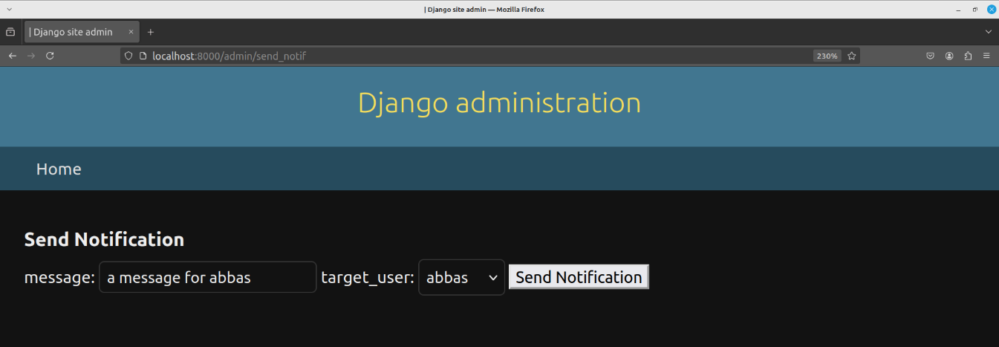 | Django site admin — Mozilla Firefox
| Django site admin
localhost:8000/admin/send_notif 230%
Django administration
Home
Send Notification
message: a message for abbas target_user: abbas Send Notification